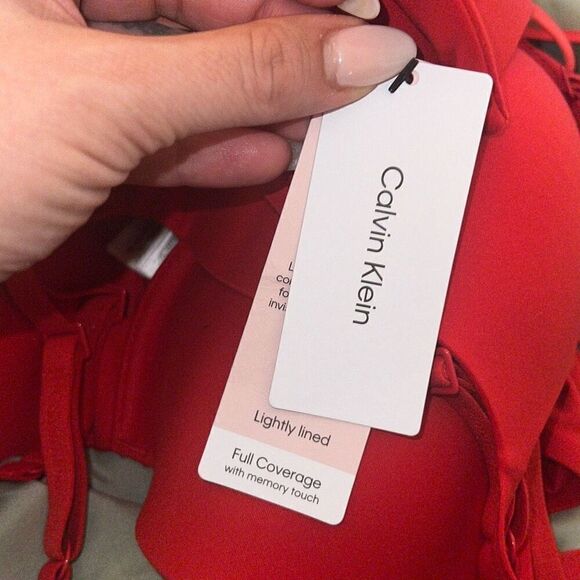 Calvin Klein
Lightly lined
Full Coverage
with memory touch